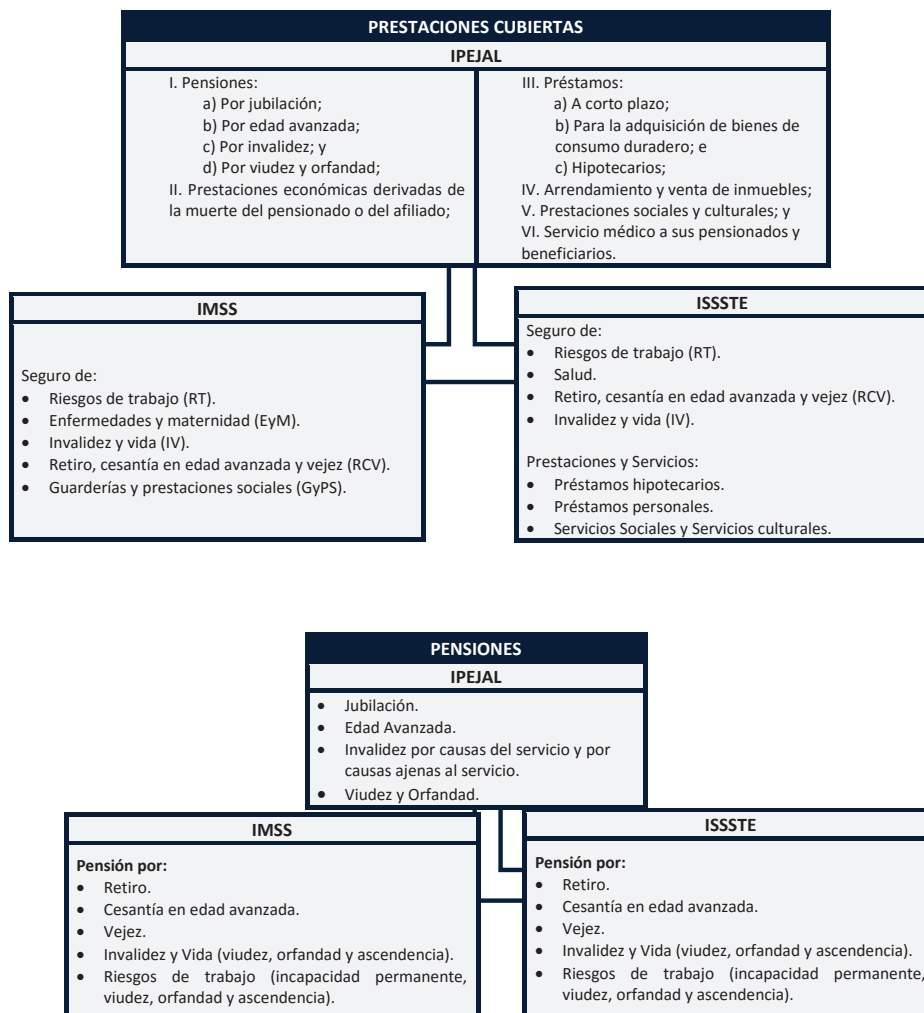 PRESTACIONES CUBIERTAS
IPEJAL
I. Pensiones:
a) Por jubilación;
b) Por edad avanzada;
c) Por invalidez; y
d) Por viudez y orfandad;
II. Prestaciones económicas derivadas de
la muerte del pensionado o del afiliado;
III. Préstamos:
a) A corto plazo;
b) Para la adquisición de bienes de
consumo duradero; e
c) Hipotecarios;
IV. Arrendamiento y venta de inmuebles;
V. Prestaciones sociales y culturales; y
VI. Servicio médico a sus pensionados y
beneficiarios.
IMSS
Seguro de:
• Riesgos de trabajo (RT).
• Enfermedades y maternidad (EyM).
• Invalidez y vida (IV).
• Retiro, cesantía en edad avanzada y vejez (RCV).
• Guarderías y prestaciones sociales (GyPS).
ISSSTE
Seguro de:
• Riesgos de trabajo (RT).
• Salud.
• Retiro, cesantía en edad avanzada y vejez (RCV).
• Invalidez y vida (IV).
Prestaciones y Servicios:
• Préstamos hipotecarios.
• Préstamos personales.
• Servicios Sociales y Servicios culturales.
PENSIONES
IPEJAL
• Jubilación.
• Edad Avanzada.
• Invalidez por causas del servicio y por
causas ajenas al servicio.
• Viudez y Orfandad.
IMSS
Pensión por:
• Retiro.
• Cesantía en edad avanzada.
• Vejez.
• Invalidez y Vida (viudez, orfandad y ascendencia).
• Riesgos de trabajo (incapacidad permanente,
viudez, orfandad y ascendencia).
ISSSTE
Pensión por:
• Retiro.
• Cesantía en edad avanzada.
• Vejez.
• Invalidez y Vida (viudez, orfandad y ascendencia).
• Riesgos de trabajo (incapacidad permanente,
viudez, orfandad y ascendencia).